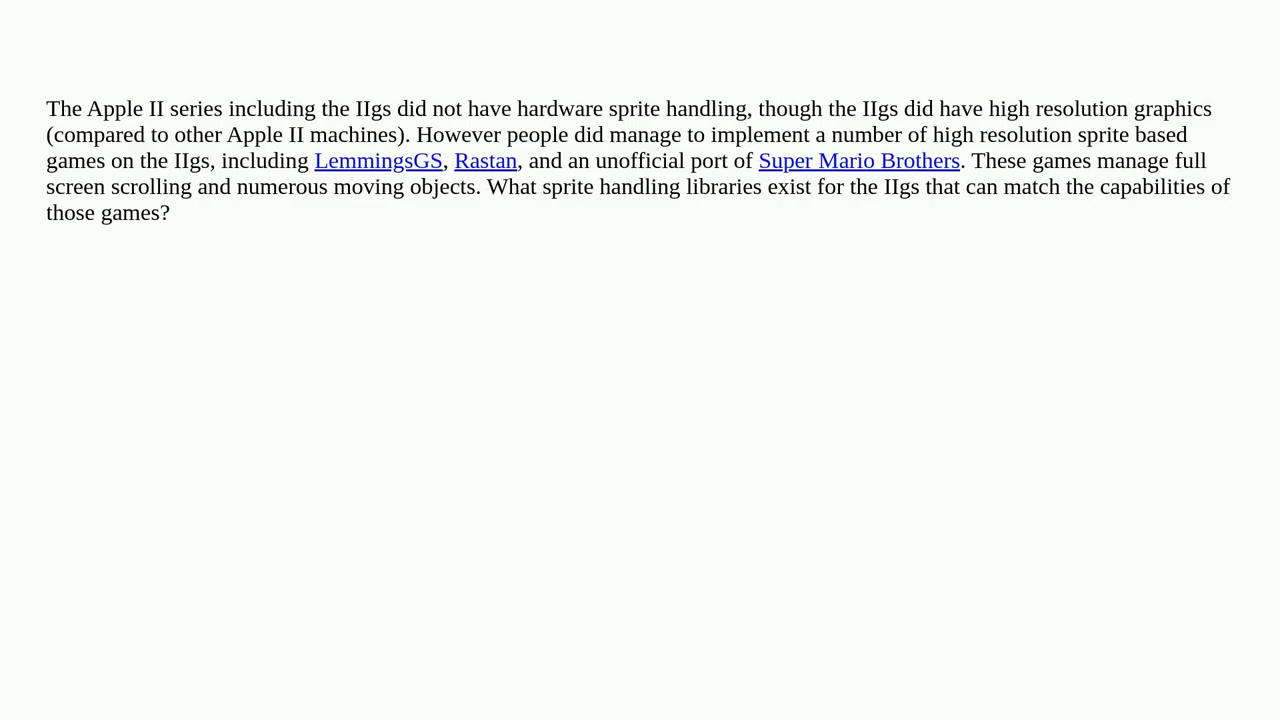 The Apple II series including the IIgs did not have hardware sprite handling, though the IIgs did have high resolution graphics
(compared to other Apple II machines). However people did manage to implement a number of high resolution sprite based
games on the IIgs, including LemmingsGS, Rastan, and an unofficial port of Super Mario Brothers. These games manage full
screen scrolling and numerous moving objects. What sprite handling libraries exist for the IIgs that can match the capabilities of
those games?